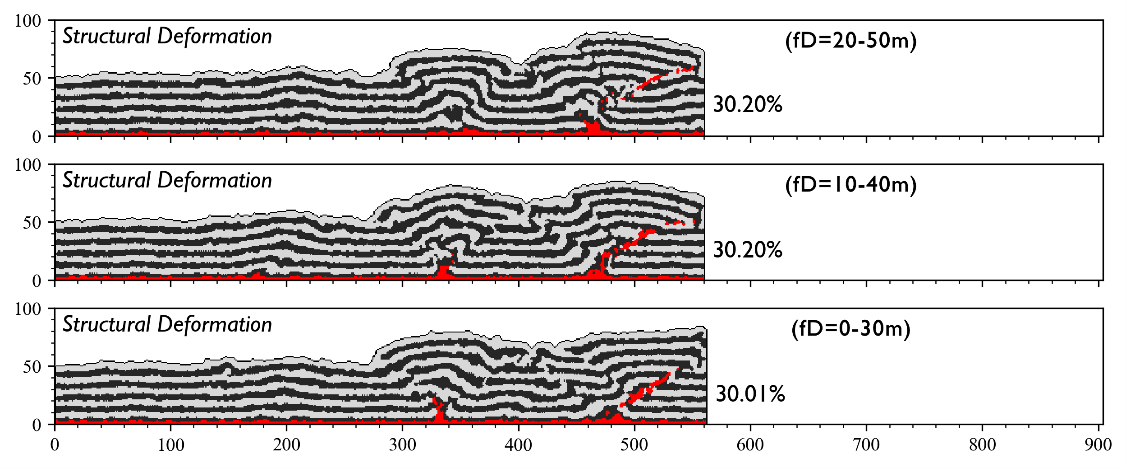 100
Structural Deformation
(fD=20-50m)
50
30.20%
0
100
Structural Deformation
(fD=10-40m)
50
30.20%
0
100
Structural Deformation
(fD=0-30m)
50
30.01%
0
0 100 200 300 400 500 600 700 800 900